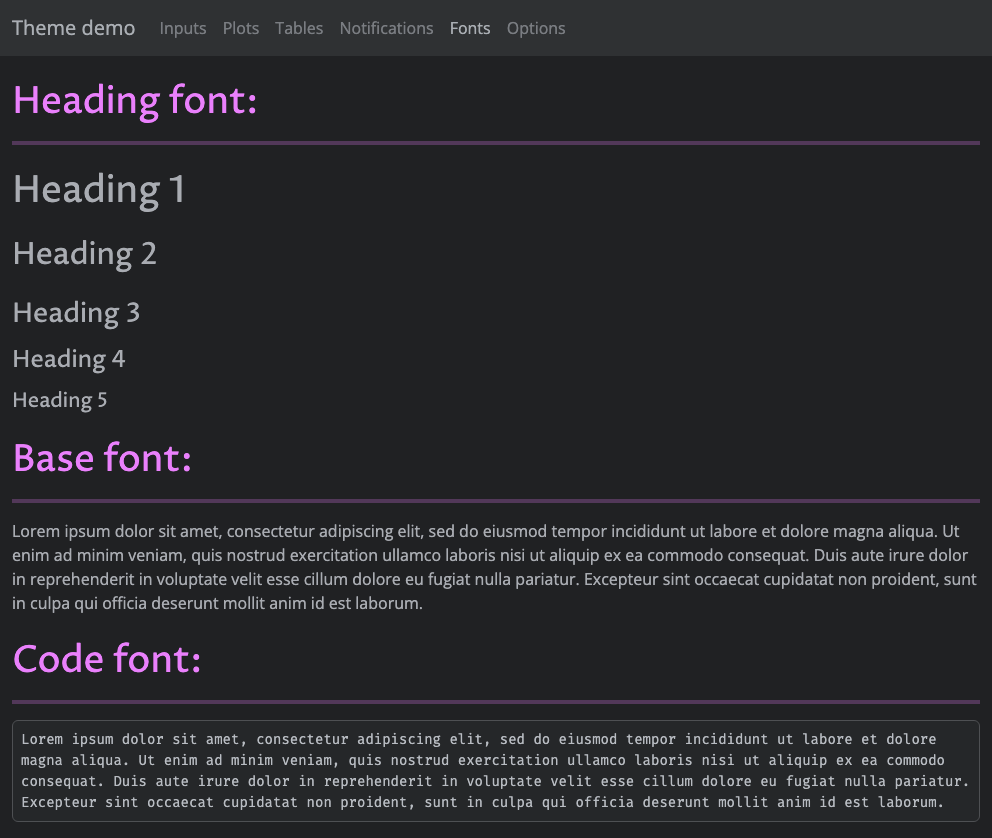 Theme demo Inputs Plots Tables Notifications Fonts Options
Heading font:
Heading 1
Heading 2
Heading 3
Heading 4
Heading 5
Base font:
Lorem ipsum dolor sit amet, consectetur adipiscing elit, sed do eiusmod tempor incididunt ut labore et dolore magna aliqua. Ut
enim ad minim veniam, quis nostrud exercitation ullamco laboris nisi ut aliquip ex ea commodo consequat. Duis aute irure dolor
in reprehenderit in voluptate velit esse cillum dolore eu fugiat nulla pariatur. Excepteur sint occaecat cupidatat non proident, sunt
in culpa qui officia deserunt mollit anim id est laborum.
Code font:
Lorem ipsum dolor sit amet, consectetur adipiscing elit, sed do eiusmod tempor incididunt ut labore et dolore
magna aliqua. Ut enim ad minim veniam, quis nostrud exercitation ullamco laboris nisi ut aliquip ex ea commodo
consequat. Duis aute irure dolor in reprehenderit in voluptate velit esse cillum dolore eu fugiat nulla pariatur.
Excepteur sint occaecat cupidatat non proident, sunt in culpa qui officia deserunt mollit anim id est laborum.